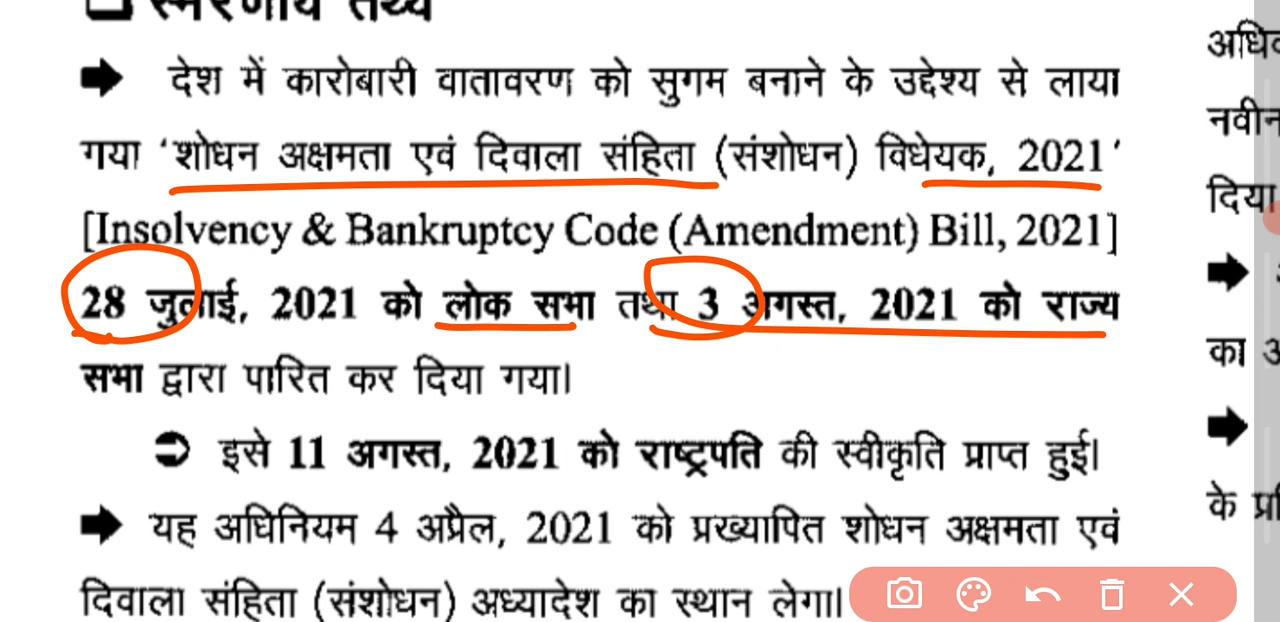 स्मरणीय तथ्य
देश में कारोबारी वातावरण को सुगम बनाने के उद्देश्य से लाया
गया ‘शोधन अक्षमता एवं दिवाला संहिता (संशोधन) विधेयक, 2021’
[Insolvency & Bankruptcy Code (Amendment) Bill, 2021]
28 जुलाई, 2021 को लोक सभा तथा 3 अगस्त, 2021 को राज्य
सभा द्वारा पारित कर दिया गया।
इसे 11 अगस्त, 2021 को राष्ट्रपति की स्वीकृति प्राप्त हुई।
यह अधिनियम 4 अप्रैल, 2021 को प्रख्यापित शोधन अक्षमता एवं
दिवाला संहिता (संशोधन) अध्यादेश का स्थान लेगा।
दिया
का
के